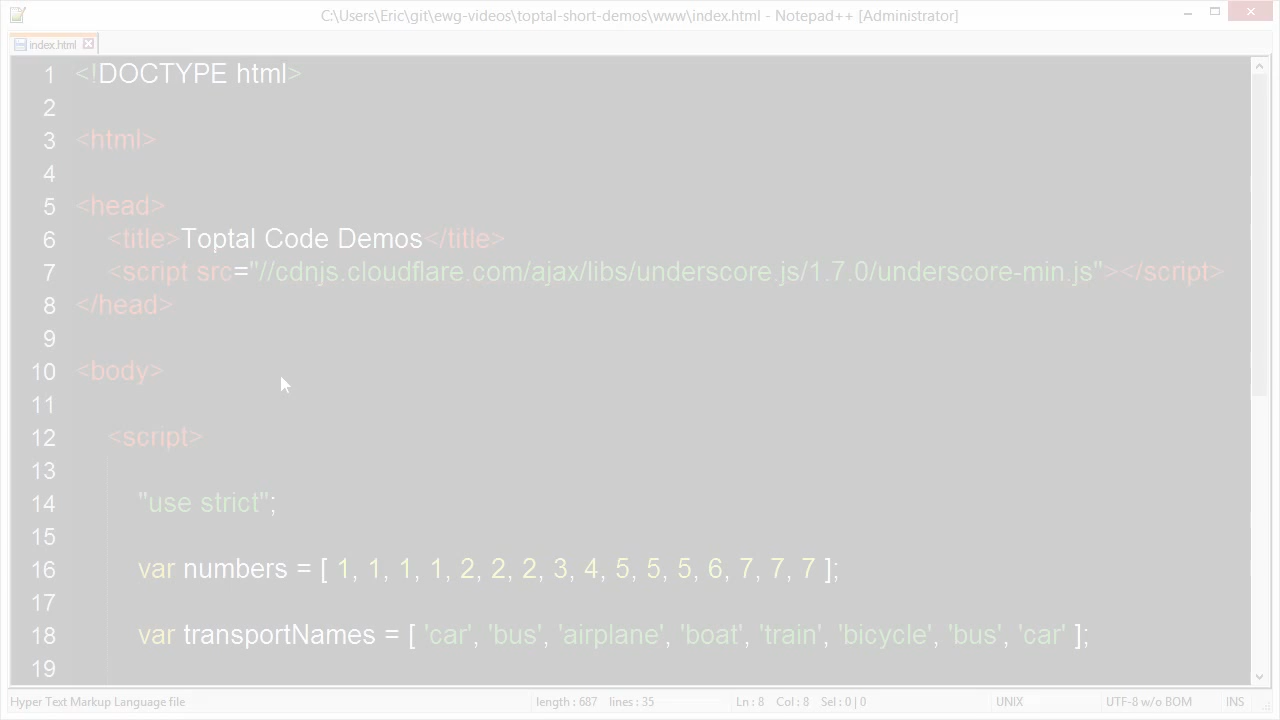 C:\Users\Eric\git\ewg-videos\toptal-short-demos\www\index.html - Notepad++ [Administrator]
index.html
1 <!DOCTYPE html>
2
3 <html>
4
5 <head>
6 <title>Toptal Code Demos</title>
7 <script src="//cdnjs.cloudflare.com/ajax/libs/underscore.js/1.7.0/underscore-min.js"></script>
8 </head>
9
10 <body>
11
12 <script>
13
14 "use strict";
15
16 var numbers = [ 1, 1, 1, 1, 2, 2, 2, 3, 4, 5, 5, 5, 6, 7, 7, 7 ];
17
18 var transportNames = [ 'car', 'bus', 'airplane', 'boat', 'train', 'bicycle', 'bus', 'car' ];
19
Hyper Text Markup Language file length : 687 lines : 35 Ln : 8 Col : 8 Sel : 0 | 0 UNIX UTF-8 w/o BOM INS